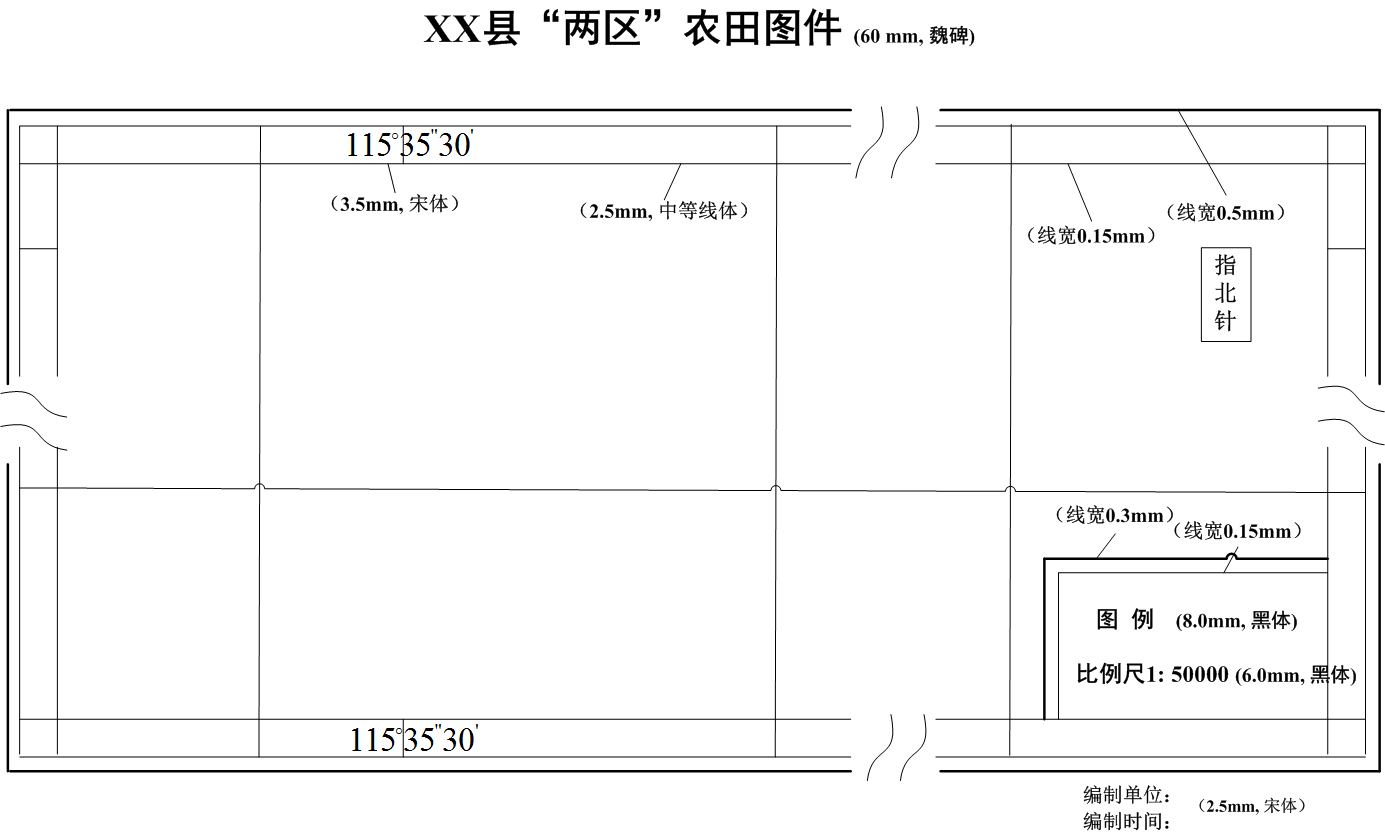 XX县“两区”农田图件 (60 mm, 魏碑)
115°35"30'
（3.5mm, 宋体）
（2.5mm, 中等线体）
（线宽0.5mm）
（线宽0.15mm）
指
北
针
（线宽0.3mm）
（线宽0.15mm）
图 例 (8.0mm, 黑体)
比例尺1: 50000 (6.0mm, 黑体)
115°35"30'
编制单位：
（2.5mm, 宋体）
编制时间：